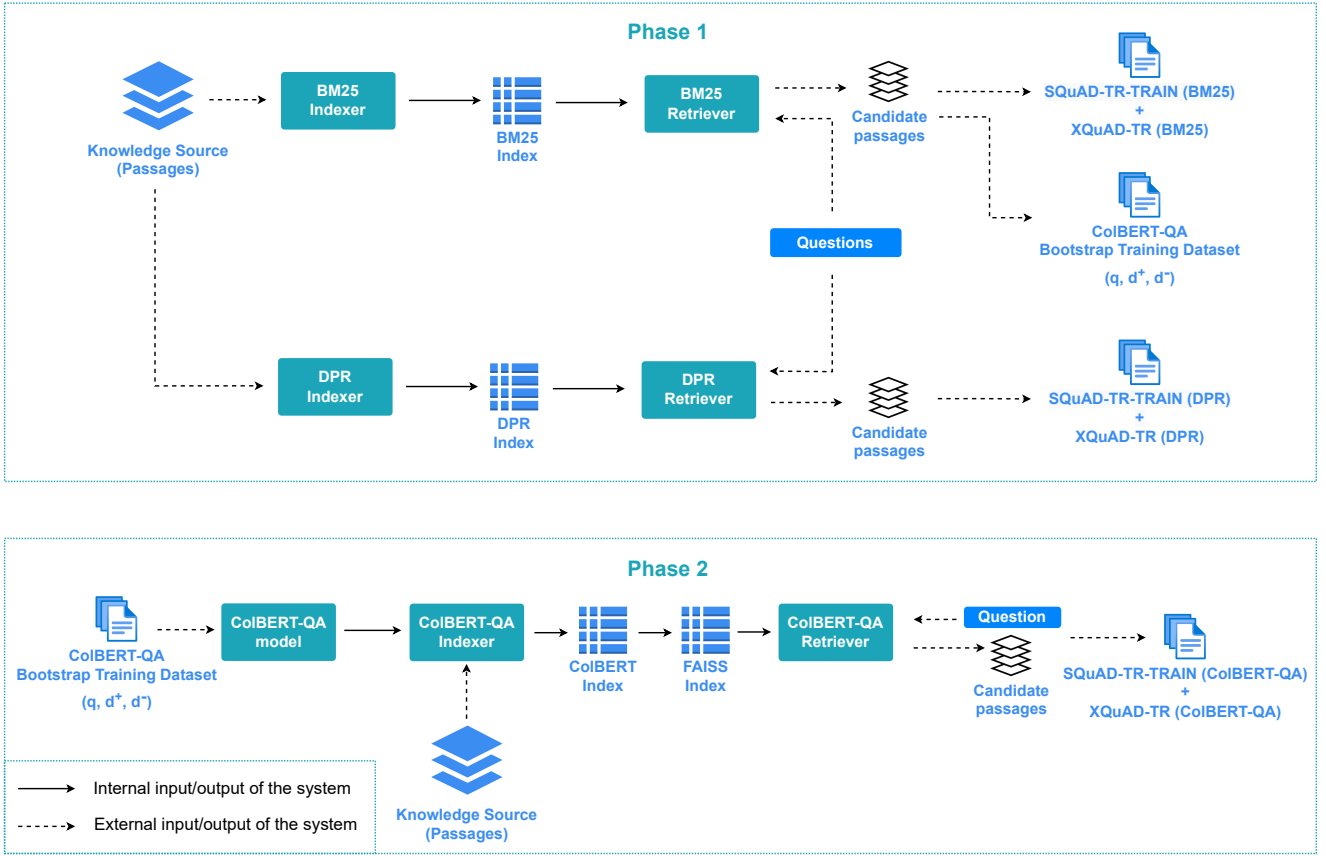 Phase 1
Knowledge Source
(Passages)
BM25
Indexer
BM25
Index
BM25
Retriever
Candidate
passages
SQuAD-TR-TRAIN (BM25)
+
XQuAD-TR (BM25)
ColBERT-QA
Bootstrap Training Dataset
(q, d⁺, d⁻)
Questions
DPR
Indexer
DPR
Index
DPR
Retriever
Candidate
passages
SQuAD-TR-TRAIN (DPR)
+
XQuAD-TR (DPR)
Phase 2
ColBERT-QA
Bootstrap Training Dataset
(q, d⁺, d⁻)
ColBERT-QA
model
ColBERT-QA
Indexer
ColBERT
Index
FAISS
Index
ColBERT-QA
Retriever
Question
Candidate
passages
SQuAD-TR-TRAIN (ColBERT-QA)
+
XQuAD-TR (ColBERT-QA)
Knowledge Source
(Passages)
Internal input/output of the system
External input/output of the system